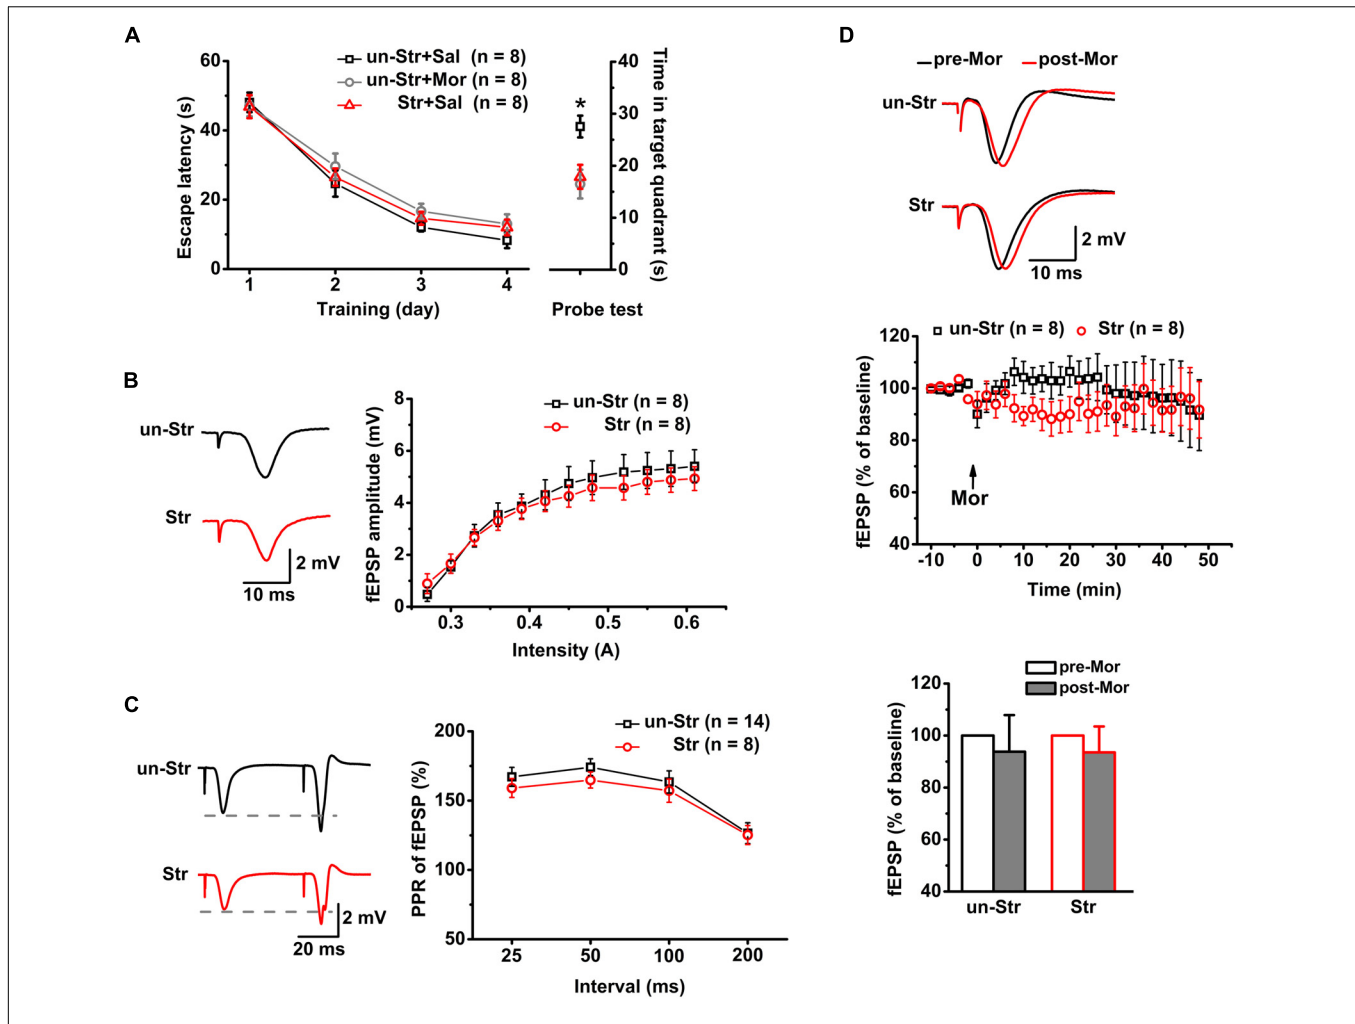 A
60
40
20
0
Escape latency (s)
1
2
3
4
Training (day)
un-Str+Sal (n = 8)
un-Str+Mor (n = 8)
Str+Sal (n = 8)
*
40
30
20
10
0
Time in target quadrant (s)
Probe test
B
un-Str
Str
2 mV
10 ms
8
6
4
2
0
fEPSP amplitude (mV)
un-Str (n = 8)
Str (n = 8)
0.3
0.4
0.5
0.6
Intensity (A)
C
un-Str
Str
2 mV
20 ms
200
150
100
50
PPR of fEPSP (%)
un-Str (n = 14)
Str (n = 8)
25
50
100
200
Interval (ms)
D
pre-Mor
post-Mor
un-Str
Str
2 mV
10 ms
120
100
80
60
40
fEPSP (% of baseline)
un-Str (n = 8)
Str (n = 8)
Mor
-10
0
10
20
30
40
50
Time (min)
pre-Mor
post-Mor
120
100
80
60
40
fEPSP (% of baseline)
un-Str
Str